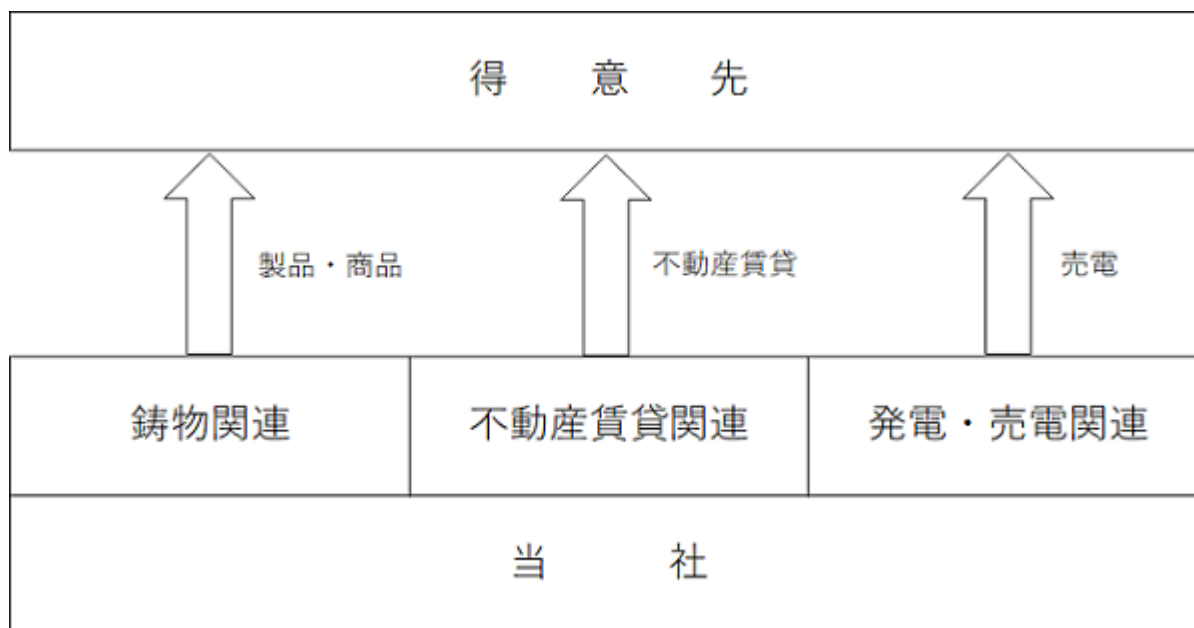 得　意　先
製品・商品　不動産賃貸　売電
鋳物関連　不動産賃貸関連　発電・売電関連
当　社